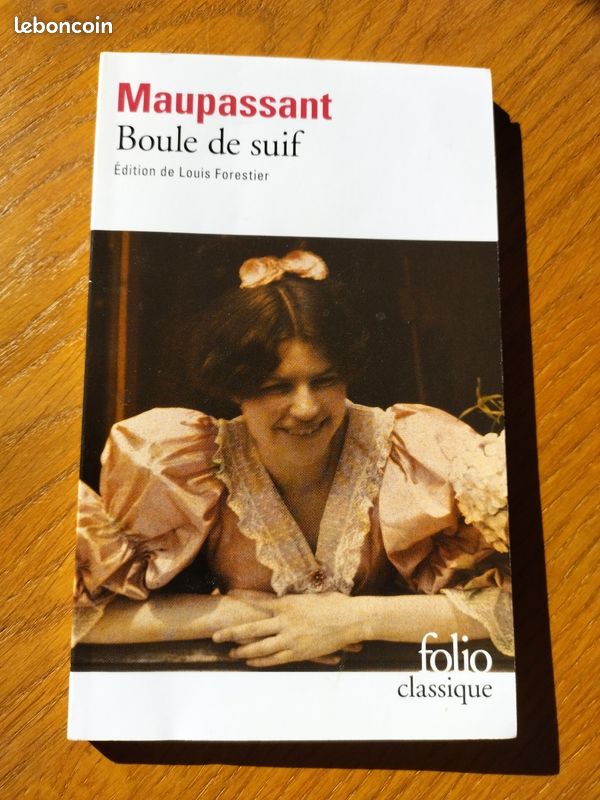 leboncoin
Maupassant
Boule de suif
Édition de Louis Forestier
folio
classique